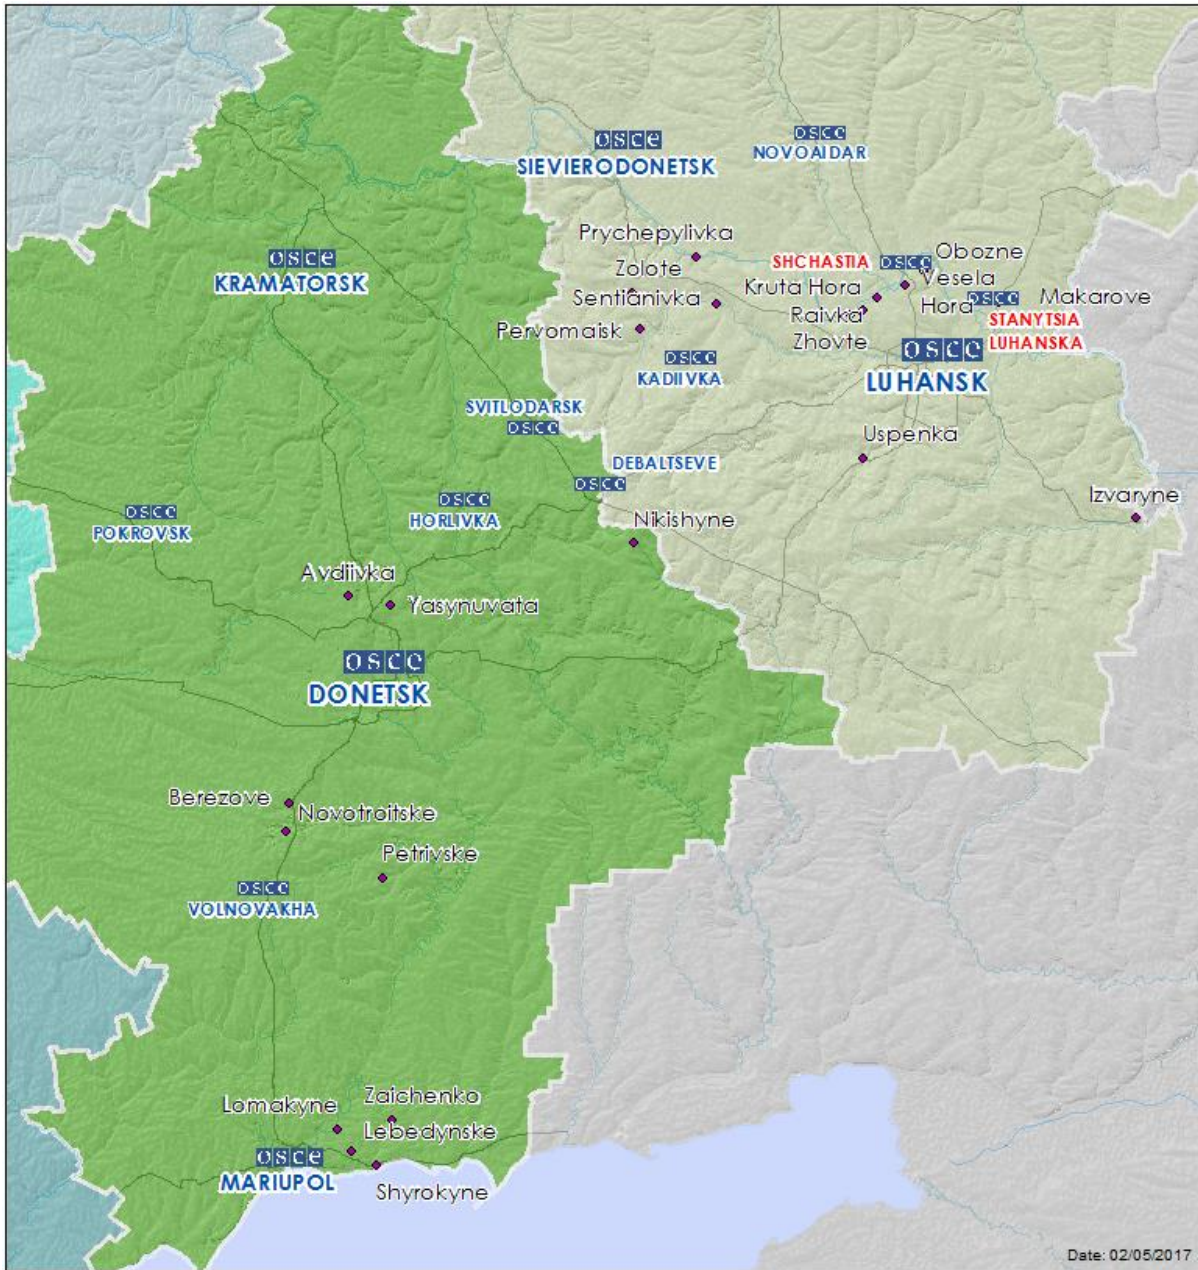 osce
SIEVIERODONETSK
osce
NOVOAIDAR
osce
KRAMATORSK
Prychepylivka
Zolote
Sentianivka
Pervomaisk
SHCHASTIA
osce
Obozne
Vesela
Hora
Kruta Hora
Raivka
Zhovte
osce
STANYTSIA
LUHANSKA
Makarove
osce
LUHANSK
osce
KADIIVKA
SVITLODARSK
osce
DEBALTSEVE
osce
Uspenka
Izvaryne
osce
POKROVSK
osce
HORLIVKA
Nikishyne
Avdiivka
Yasynuvata
osce
DONETSK
Berezove
Novotroitske
Petrivske
osce
VOLNOVAKHA
Lomakyne
Zaichenko
Lebedynske
osce
MARIUPOL
Shyrokyne
Date: 02/05/2017